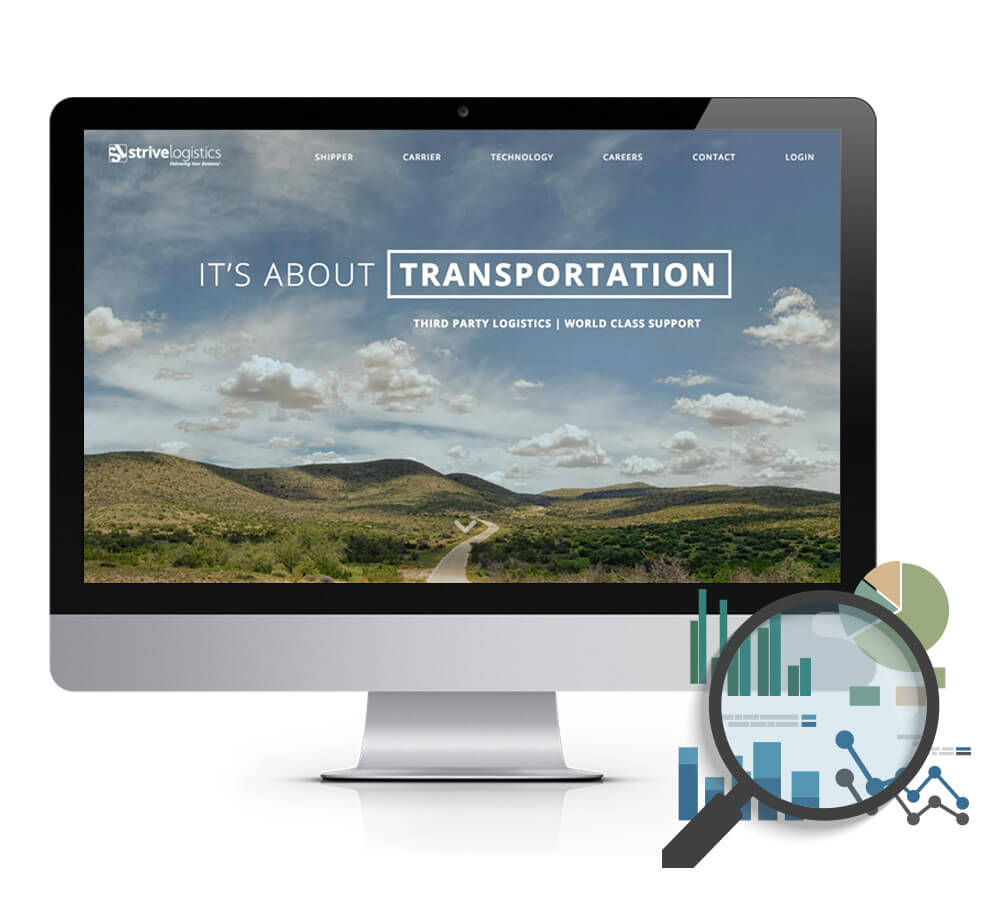 strivelogistics
Delivering Your Business
SHIPPER CARRIER TECHNOLOGY CAREERS CONTACT LOGIN
IT'S ABOUT TRANSPORTATION
THIRD PARTY LOGISTICS | WORLD CLASS SUPPORT